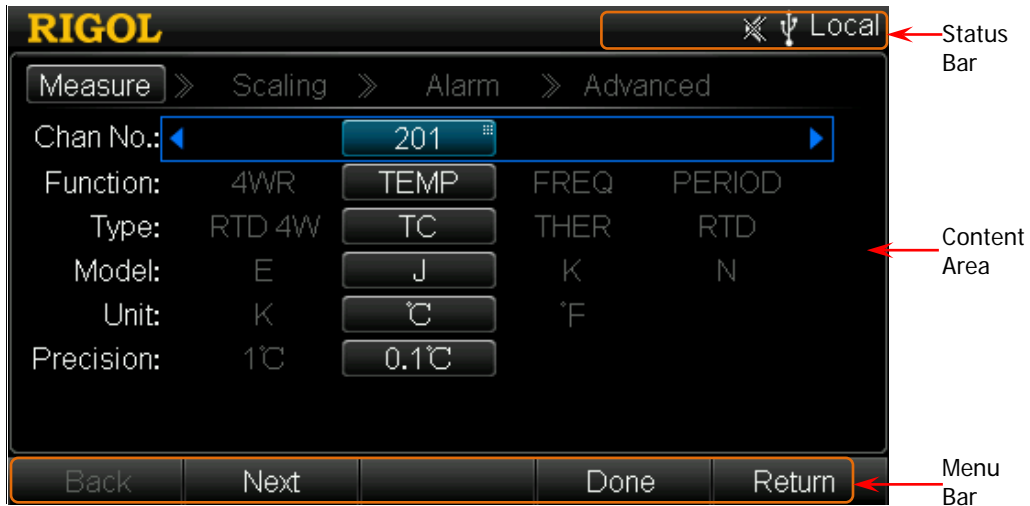 RIGOL Local
Status
Bar
Measure Scaling Alarm Advanced
Chan No.: 201
Function: 4WR TEMP FREQ PERIOD
Type: RTD 4W TC THER RTD
Content
Area
Model: E J K N
Unit: K ℃ °F
Precision: 1℃ 0.1℃
Back Next Done Return
Menu
Bar